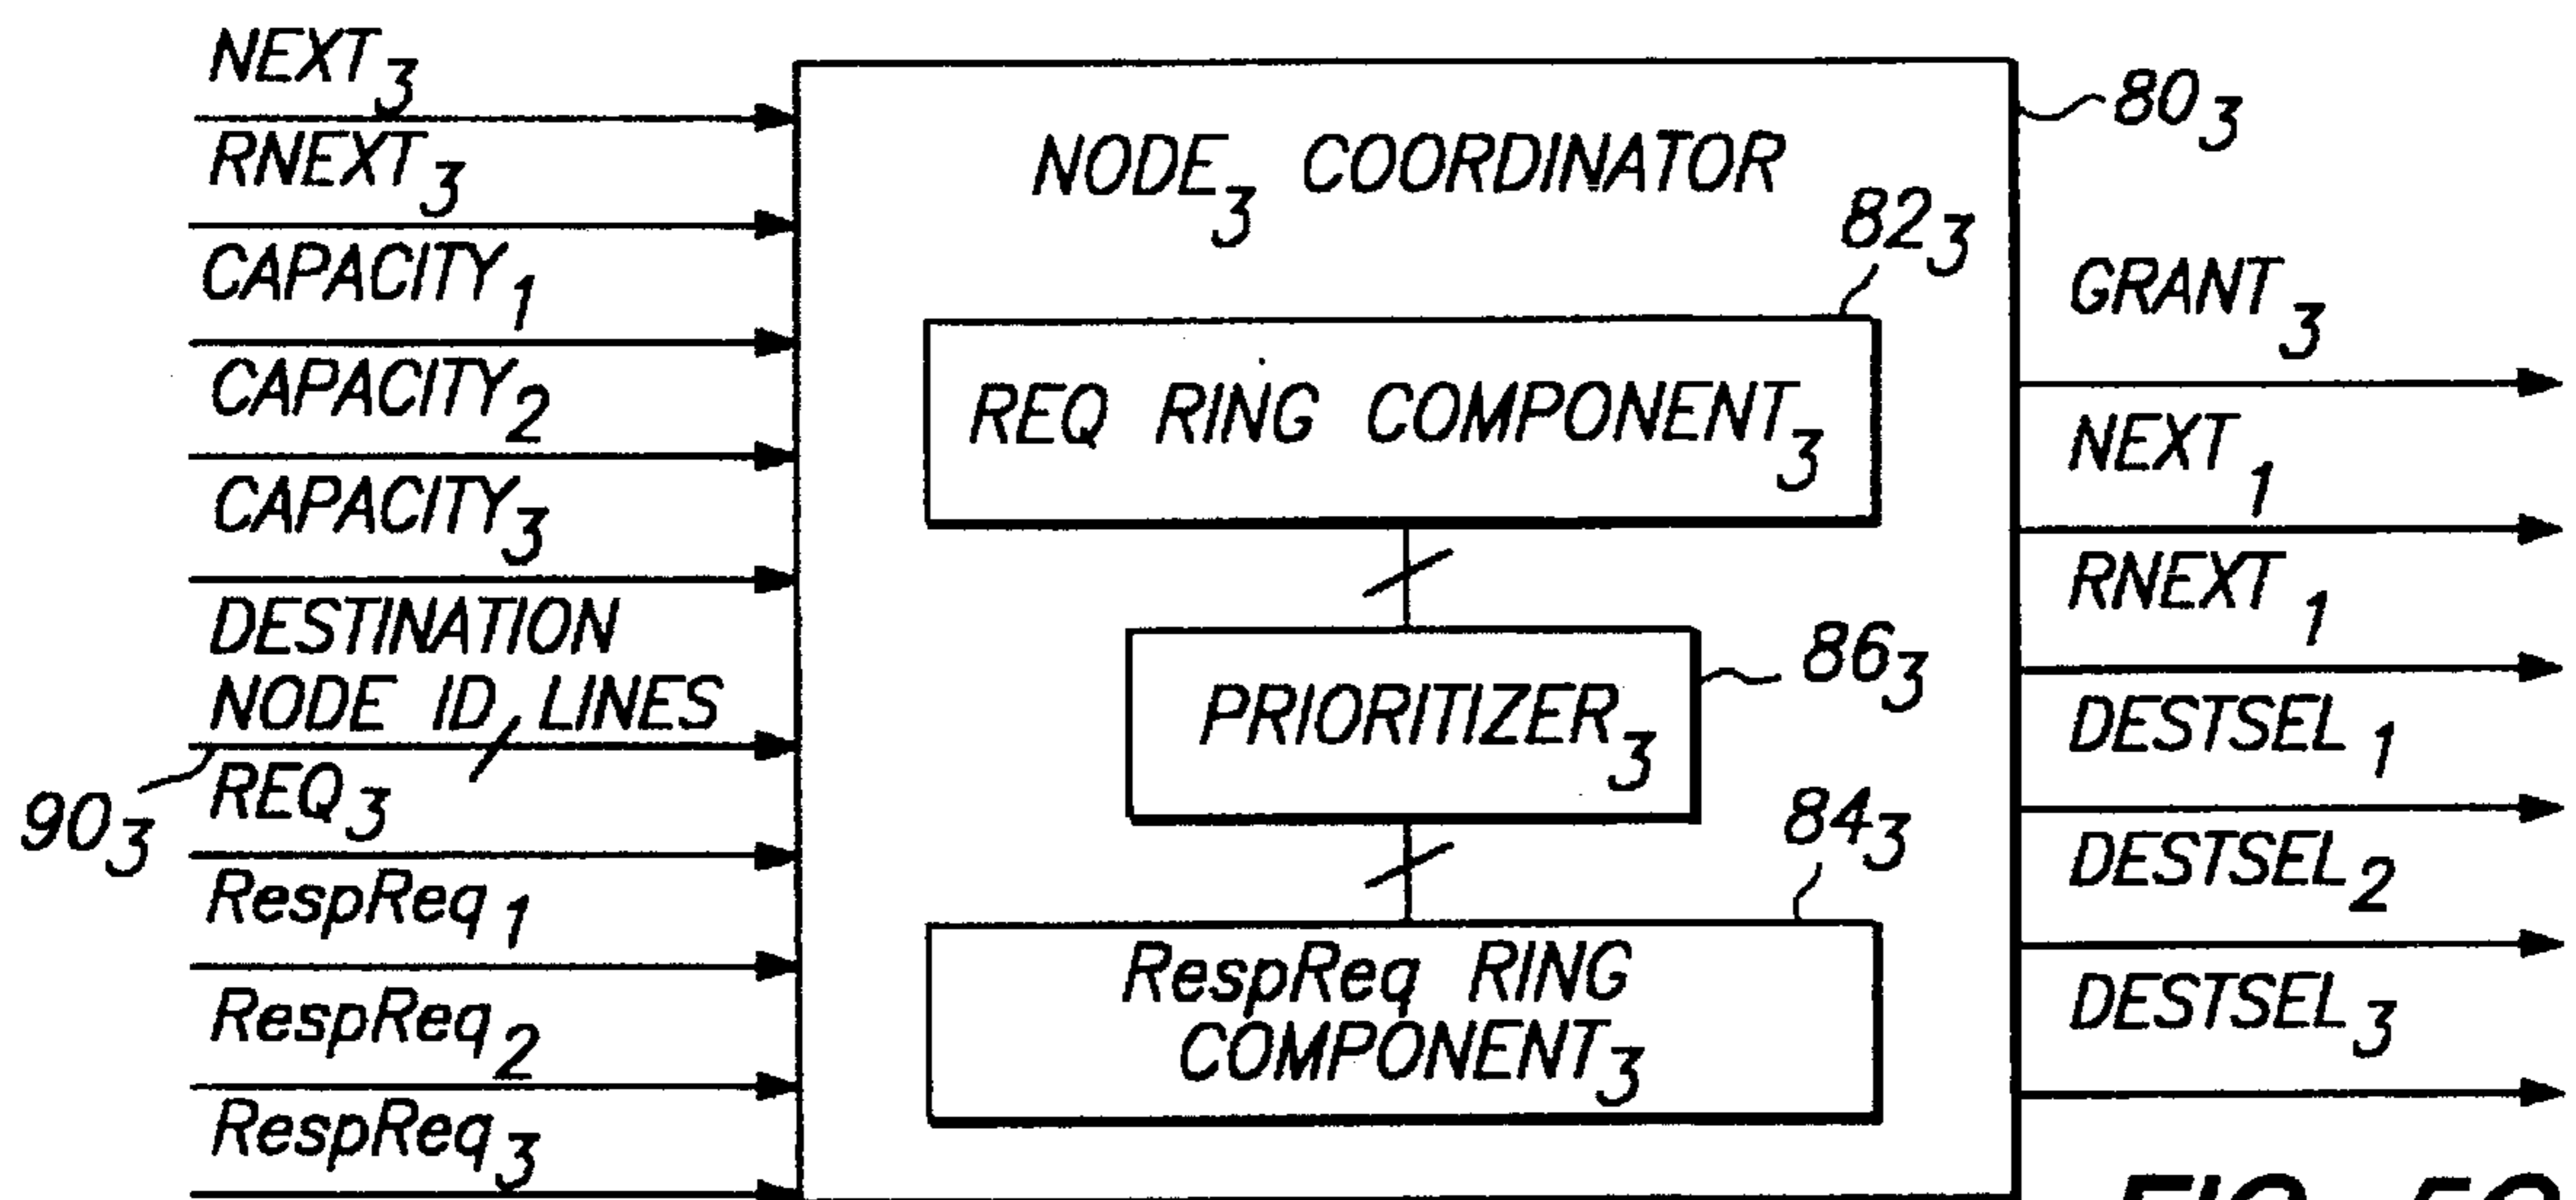 NEXT3
RNEXT3
CAPACITY1
CAPACITY2
CAPACITY3
DESTINATION
NODE ID LINES
903
REQ3
RespReq1
RespReq2
RespReq3
NODE3 COORDINATOR
803
823
REQ RING COMPONENT3
PRIORITIZER3
863
843
RespReq RING
COMPONENT3
GRANT3
NEXT1
RNEXT1
DESTSEL1
DESTSEL2
DESTSEL3